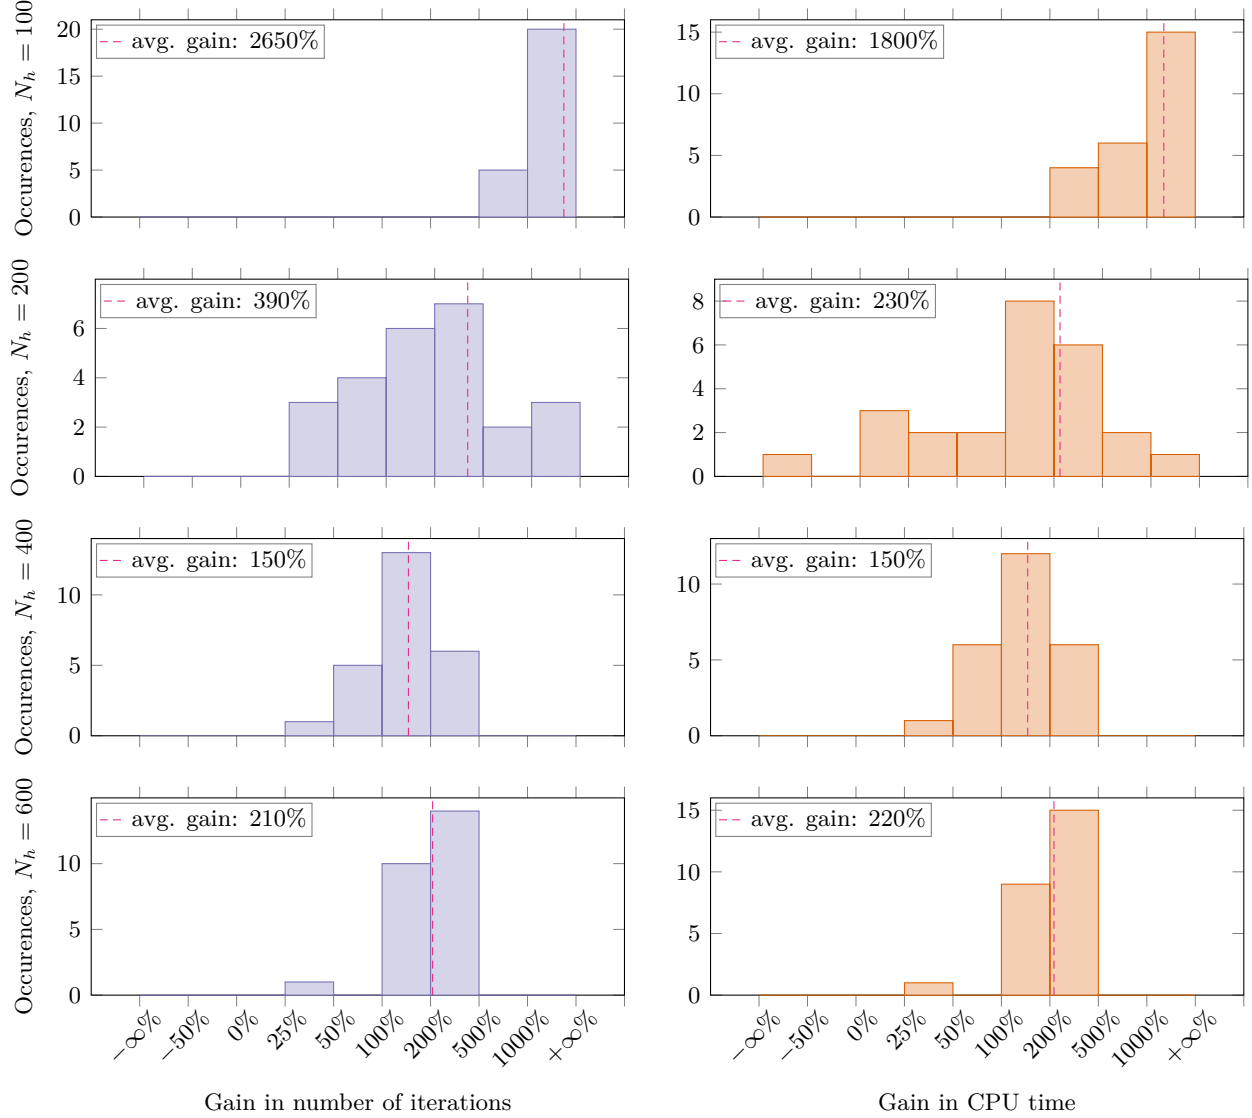 Occurences, N_h = 100
20
15
10
5
0
avg. gain: 2650%
15
10
5
0
avg. gain: 1800%
Occurences, N_h = 200
6
4
2
0
avg. gain: 390%
8
6
4
2
0
avg. gain: 230%
Occurences, N_h = 400
10
5
0
avg. gain: 150%
10
5
0
avg. gain: 150%
Occurences, N_h = 600
10
5
0
avg. gain: 210%
15
10
5
0
avg. gain: 220%
−∞% −50% 0% 25% 50% 100% 200% 500% 1000% +∞%
−∞% −50% 0% 25% 50% 100% 200% 500% 1000% +∞%
Gain in number of iterations
Gain in CPU time